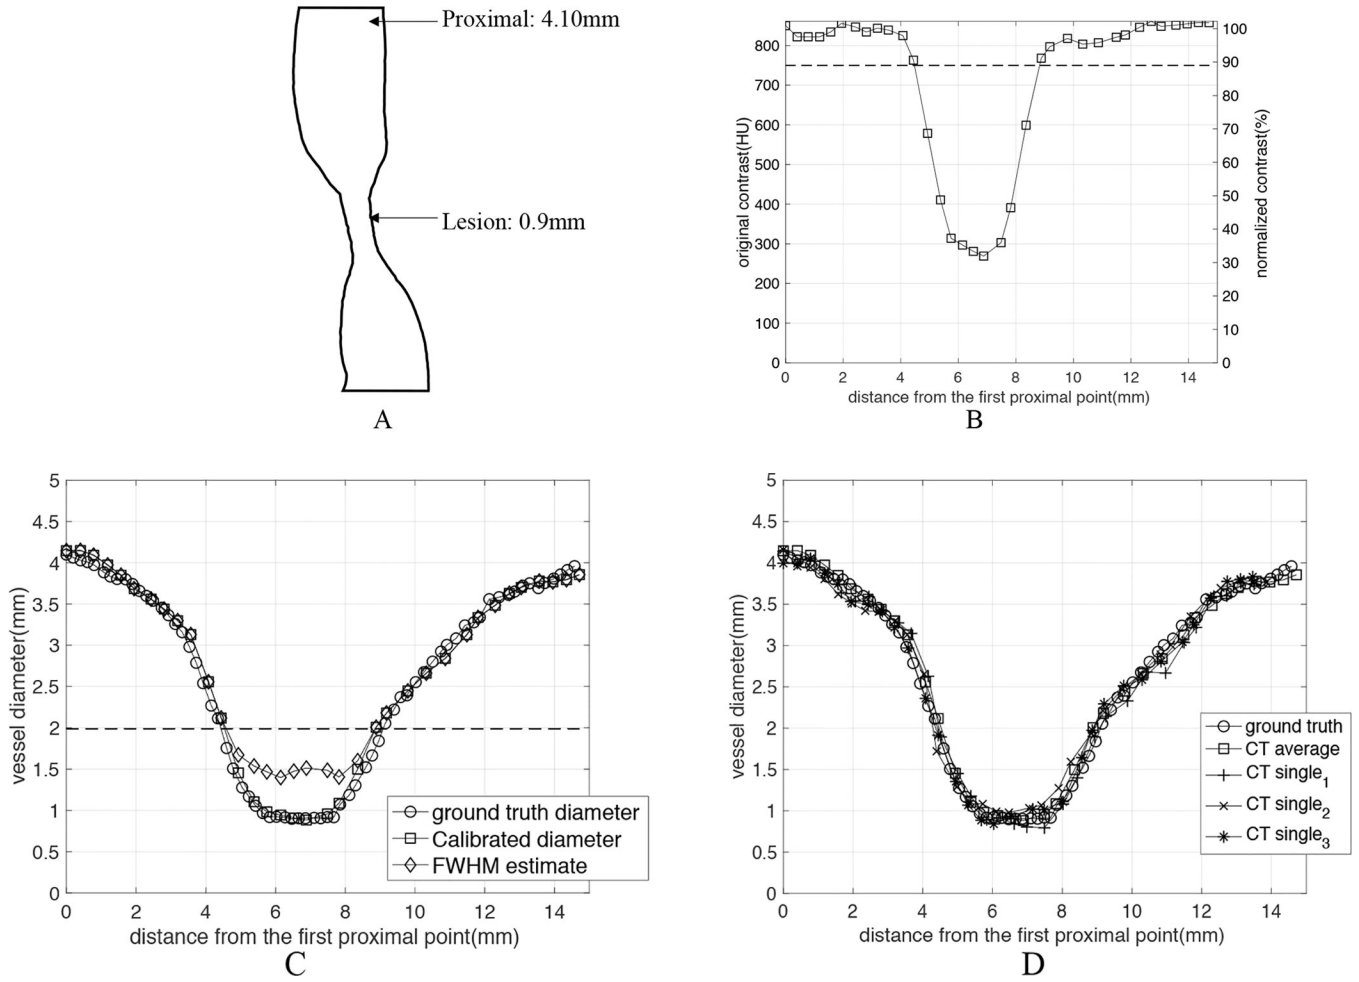 Proximal: 4.10mm
Lesion: 0.9mm
A
800
700
600
500
400
300
200
100
0
original contrast(HU)
100
90
80
70
60
50
40
30
20
10
0
normalized contrast(%)
0 2 4 6 8 10 12 14
distance from the first proximal point(mm)
B
5
4.5
4
3.5
3
2.5
2
1.5
1
0.5
0
vessel diameter(mm)
ground truth diameter
Calibrated diameter
FWHM estimate
0 2 4 6 8 10 12 14
distance from the first proximal point(mm)
C
5
4.5
4
3.5
3
2.5
2
1.5
1
0.5
0
vessel diameter(mm)
ground truth
CT average
CT single1
CT single2
CT single3
0 2 4 6 8 10 12 14
distance from the first proximal point(mm)
D